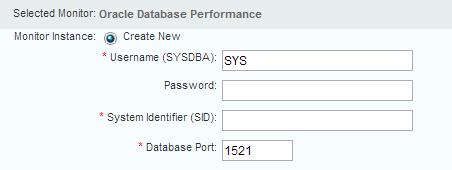 Selected Monitor: Oracle Database Performance
Monitor Instance: Create New
* Username (SYSDBA): SYS
Password:
* System Identifier (SID):
* Database Port: 1521